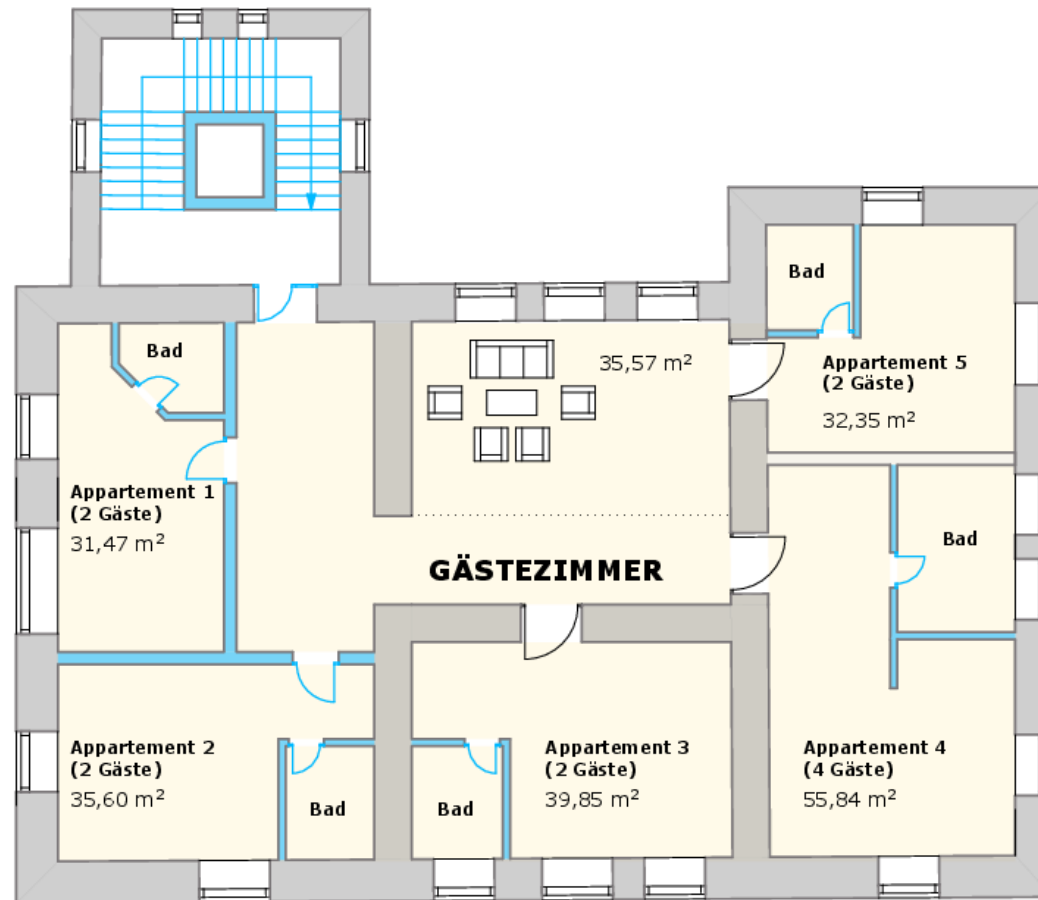 Bad
Bad
35,57 m²
Appartement 5
(2 Gäste)
32,35 m²
Appartement 1
(2 Gäste)
31,47 m²
Bad
GÄSTEZIMMER
Appartement 2
(2 Gäste)
35,60 m²
Bad
Appartement 3
(2 Gäste)
39,85 m²
Bad
Appartement 4
(4 Gäste)
55,84 m²